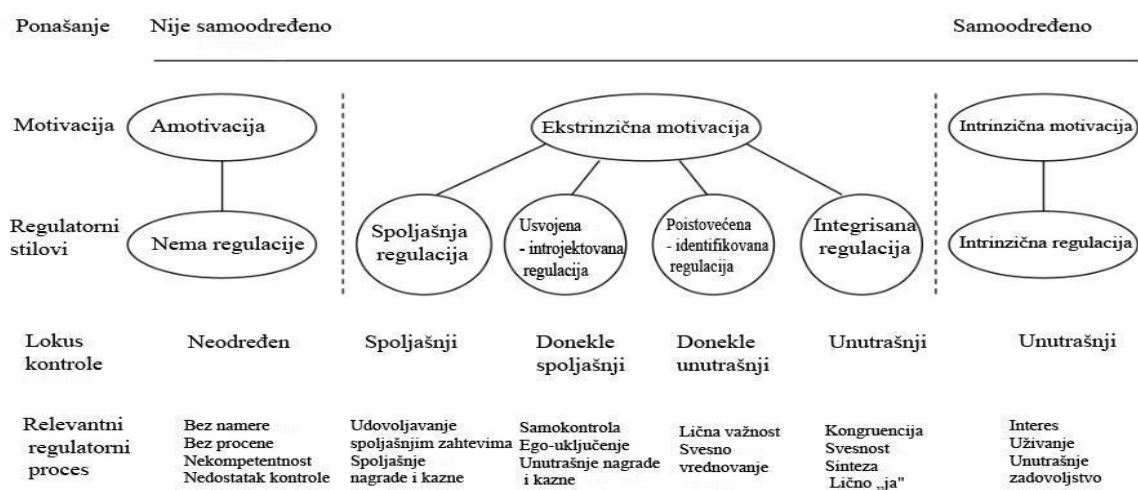 Ponašanje Nije samoodređeno Samoodređeno
Motivacija Amotivacija Ekstrinzična motivacija Intrinzična motivacija
Regulatorni
stilovi
Nema regulacije
Spoljašnja
regulacija
Usvojena
- introjektovana
regulacija
Poistovećena
- identifikovana
regulacija
Integrisana
regulacija
Intrinzična regulacija
Lokus
kontrole
Neodređen
Spoljašnji
Donekle
spoljašnji
Donekle
unutrašnji
Unutrašnji
Unutrašnji
Relevantni
regulatorni
proces
Bez namere
Bez procene
Nekompetentnost
Nedostatak kontrole
Udovoljavanje
spoljašnjim zahtevima
Spoljašnje
nagrade i kazne
Samokontrola
Ego-uključenje
Unutrašnje nagrade
i kazne
Lična važnost
Svesno
vrednovanje
Kongruencija
Svesnost
Sinteza
Lično „ja"
Interes
Uživanje
Unutrašnje
zadovoljstvo